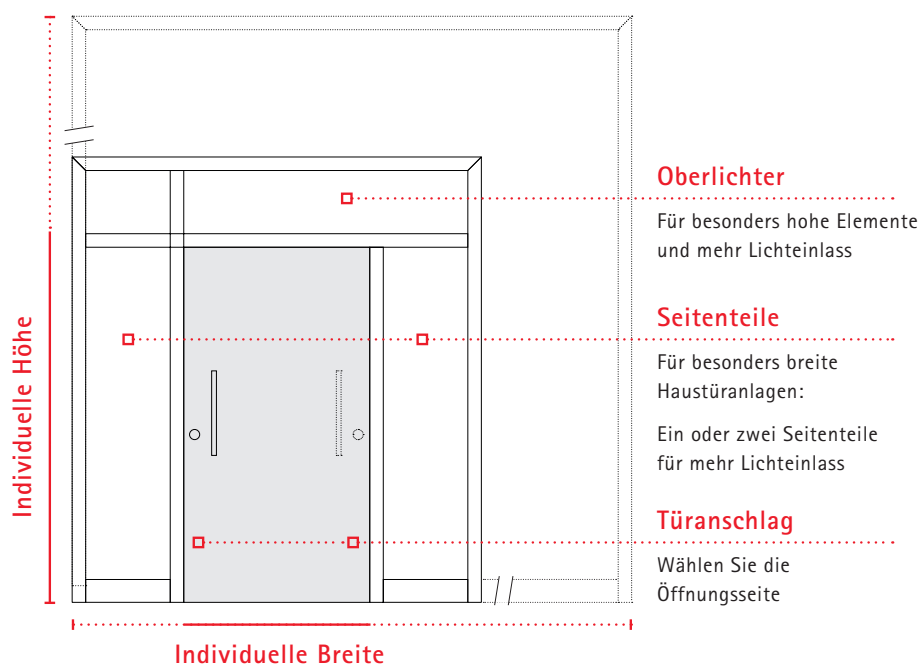 Oberlichter
Für besonders hohe Elemente
und mehr Lichteinlass
Seitenteile
Für besonders breite
Haustüranlagen:
Ein oder zwei Seitenteile
für mehr Lichteinlass
Türanschlag
Wählen Sie die
Öffnungsseite
Individuelle Höhe
Individuelle Breite